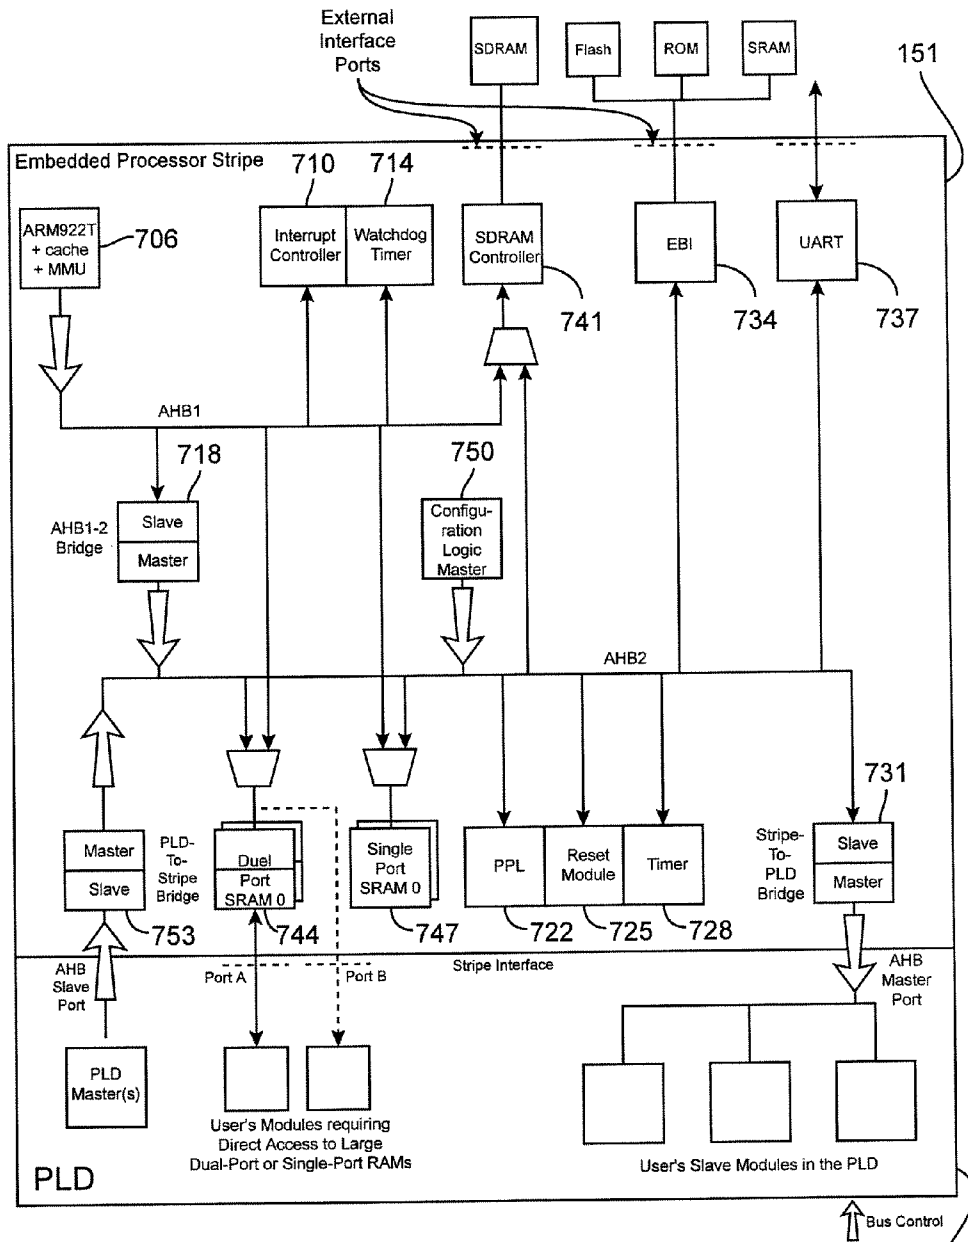 External
Interface
Ports
SDRAM
Flash
ROM
SRAM
151
Embedded Processor Stripe
710
714
ARM922T
+ cache
+ MMU
706
Interrupt
Controller
Watchdog
Timer
SDRAM
Controller
741
EBI
734
UART
737
AHB1
718
750
AHB1-2
Bridge
Slave
Master
Configu-
ration
Logic
Master
AHB2
731
Master
Slave
753
PLD-
To-
Stripe
Bridge
Duel
Port
SRAM 0
744
Single
Port
SRAM 0
747
PPL
722
Reset
Module
725
Timer
728
Stripe-
To-
PLD
Bridge
Slave
Master
AHB
Slave
Port
Port A
Port B
Stripe Interface
AHB
Master
Port
PLD
Master(s)
User's Modules requiring
Direct Access to Large
Dual-Port or Single-Port RAMs
User's Slave Modules in the PLD
PLD
Bus Control